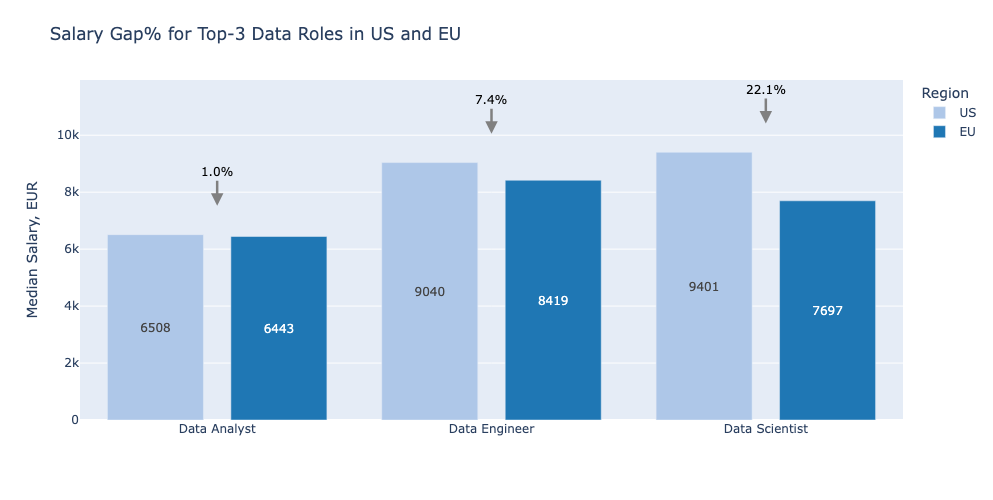 Salary Gap% for Top-3 Data Roles in US and EU
Region
US
EU
Median Salary, EUR
10k
8k
6k
4k
2k
0
1.0%
7.4%
22.1%
6508
6443
9040
8419
9401
7697
Data Analyst
Data Engineer
Data Scientist